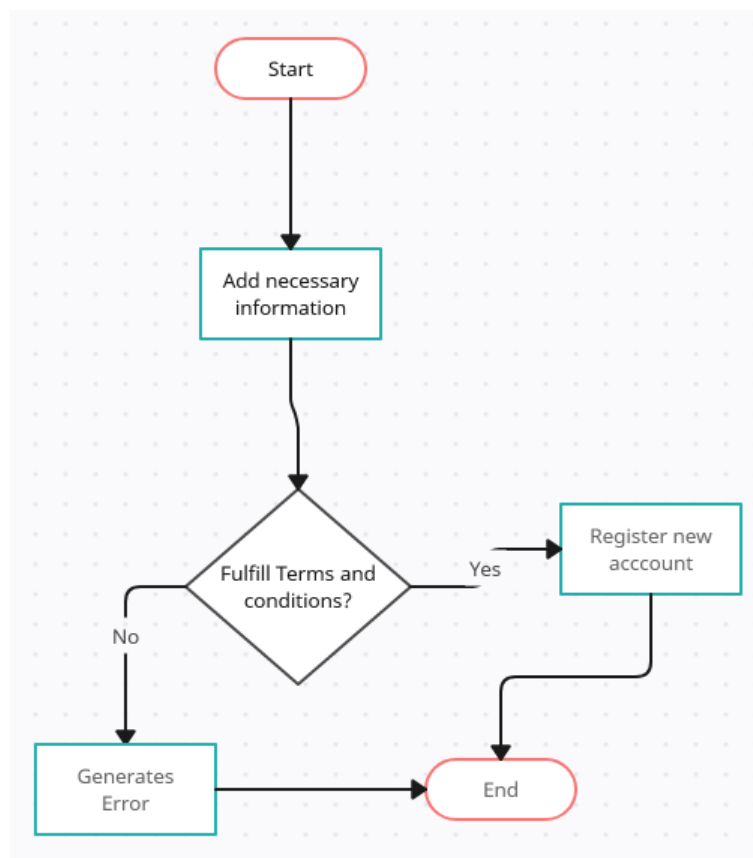 Start
Add necessary
information
Fulfill Terms and
conditions?
Yes
Register new
acccount
No
Generates
Error
End